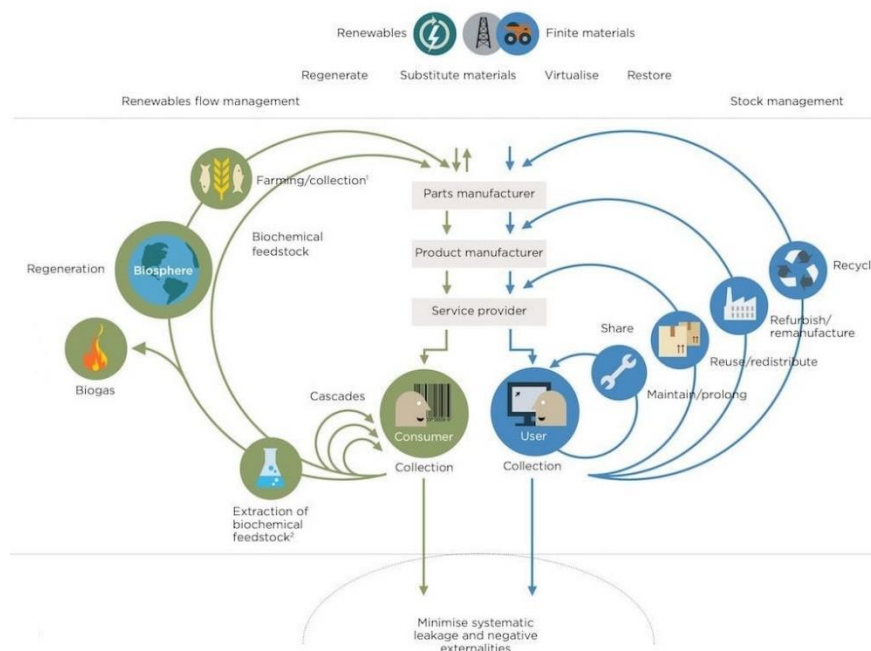 Renewables
Finite materials
Regenerate
Substitute materials
Virtualise
Restore
Renewables flow management
Stock management
Farming/collection¹
Parts manufacturer
Biochemical
feedstock
Regeneration
Biosphere
Product manufacturer
Recycl
Service provider
Refurbish/
remanufacture
Share
Reuse/redistribute
Biogas
Cascades
Maintain/prolong
Consumer
User
Collection
Collection
Extraction of
biochemical
feedstock²
Minimise systematic
leakage and negative
externalities